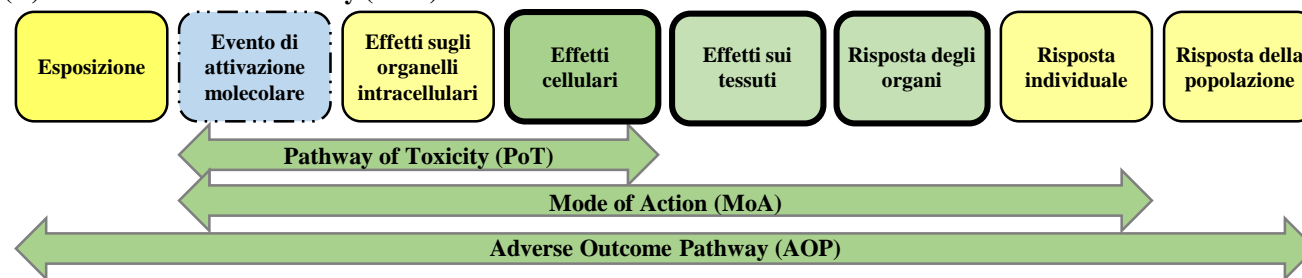 Esposizione
Evento di
attivazione
molecolare
Effetti sugli
organelli
intracellulari
Effetti
cellulari
Effetti sui
tessuti
Risposta degli
organi
Risposta
individuale
Risposta della
popolazione
Pathway of Toxicity (PoT)
Mode of Action (MoA)
Adverse Outcome Pathway (AOP)